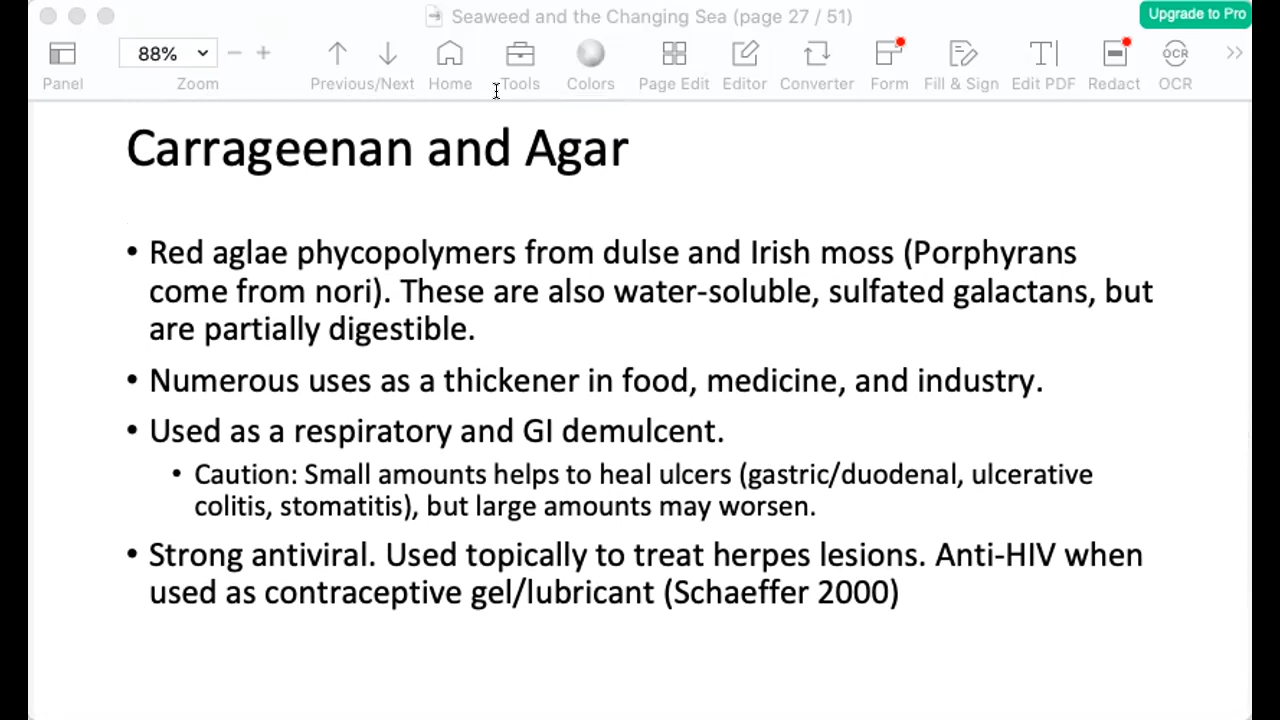 Seaweed and the Changing Sea (page 27 / 51)
Upgrade to Pro
88%
Panel Zoom Previous/Next Home Tools Colors Page Edit Editor Converter Form Fill & Sign Edit PDF Redact OCR
OCR
Carrageenan and Agar
• Red aglae phycopolymers from dulse and Irish moss (Porphyrans
come from nori). These are also water-soluble, sulfated galactans, but
are partially digestible.
• Numerous uses as a thickener in food, medicine, and industry.
• Used as a respiratory and GI demulcent.
• Caution: Small amounts helps to heal ulcers (gastric/duodenal, ulcerative
colitis, stomatitis), but large amounts may worsen.
• Strong antiviral. Used topically to treat herpes lesions. Anti-HIV when
used as contraceptive gel/lubricant (Schaeffer 2000)